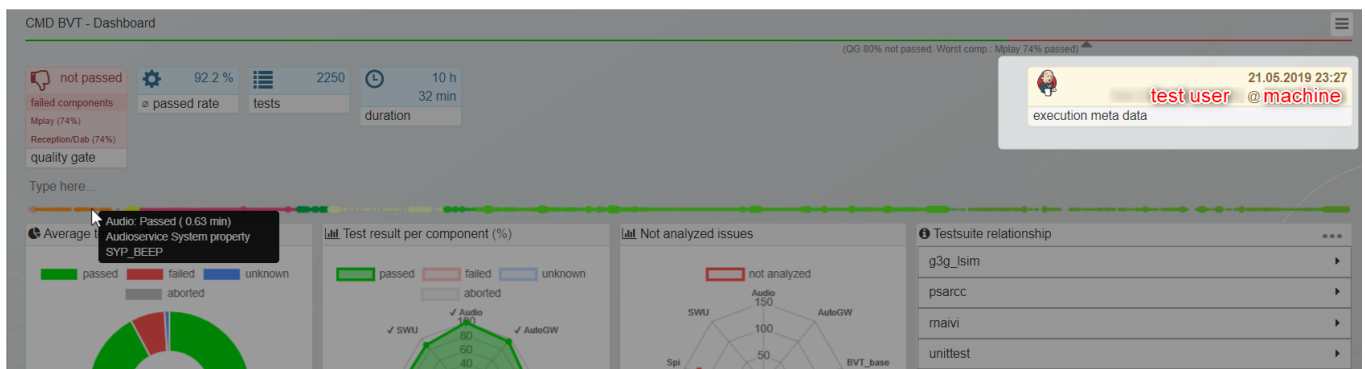 CMD BVT - Dashboard
(QG 80% not passed. Worst comp.: Mplay 74% passed)
not passed
failed components
Mplay (74%)
Reception/Dab (74%)
quality gate
92.2 %
⌀ passed rate
2250
tests
10 h
32 min
duration
21.05.2019 23:27
test user @ machine
execution meta data
Type here...
Audio: Passed ( 0.63 min)
Audioservice System property
SYP_BEEP
Average t
passed failed unknown
aborted
Test result per component (%)
passed failed unknown
aborted
✓ Audio
✓ SWU
✓ AutoGW
100
80
60
40
Not analyzed issues
not analyzed
Audio
150
SWU
AutoGW
100
50
Spi
BVT_base
Testsuite relationship
g3g_lsim
psarcc
rnaivi
unittest